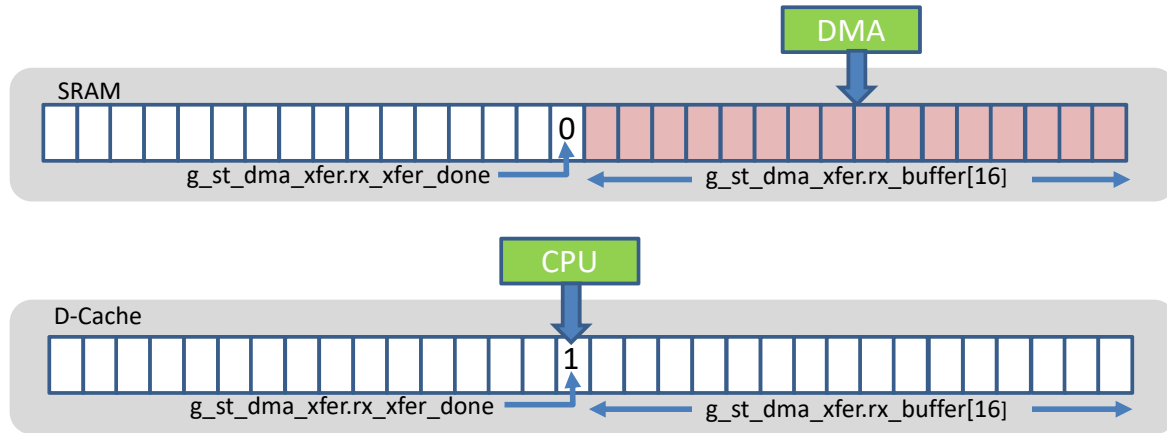 DMA
SRAM
0
g_st_dma_xfer.rx_xfer_done
g_st_dma_xfer.rx_buffer[16]
CPU
D-Cache
1
g_st_dma_xfer.rx_xfer_done
g_st_dma_xfer.rx_buffer[16]